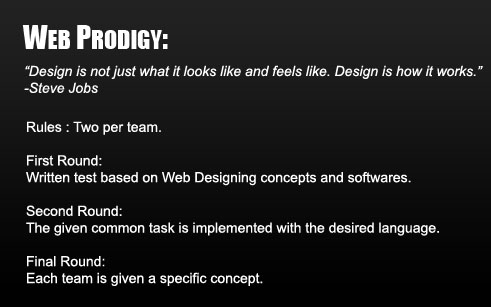 WEB PRODIGY:
“Design is not just what it looks like and feels like. Design is how it works.”
-Steve Jobs
Rules : Two per team.
First Round:
Written test based on Web Designing concepts and softwares.
Second Round:
The given common task is implemented with the desired language.
Final Round:
Each team is given a specific concept.